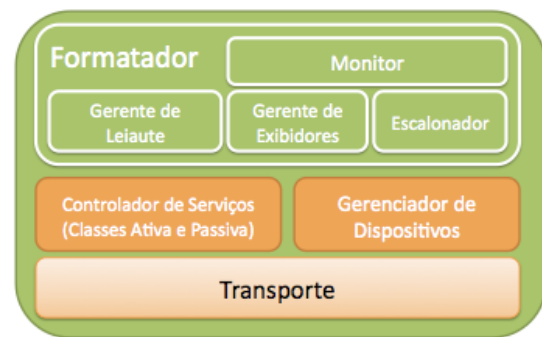 Formatador
Monitor
Gerente de
Leiaute
Gerente de
Exibidores
Escalonador
Controlador de Serviços
(Classes Ativa e Passiva)
Gerenciador de
Dispositivos
Transporte